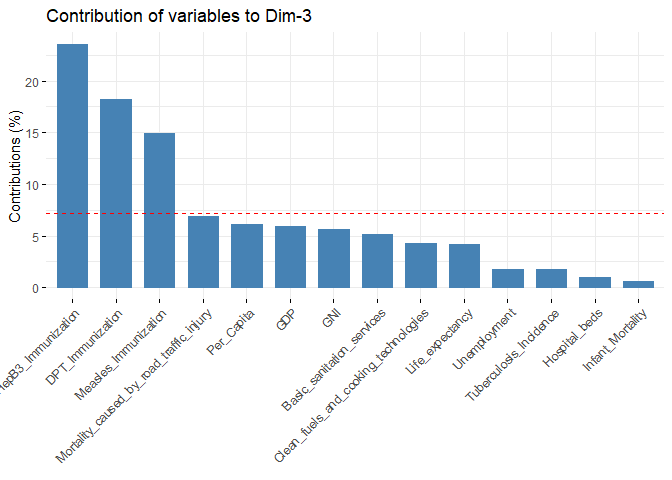 Contribution of variables to Dim-3
Contributions (%)
20
15
10
5
0
HepB3_Immunization
DPT_Immunization
Measles_Immunization
Mortality_caused_by_road_traffic_injury
Per_Capita
GDP
GNI
Basic_sanitation_services
Clean_fuels_and_cooking_technologies
Life_expectancy
Unemployment
Tuberculosis_Incidence
Hospital_beds
Infant_Mortality